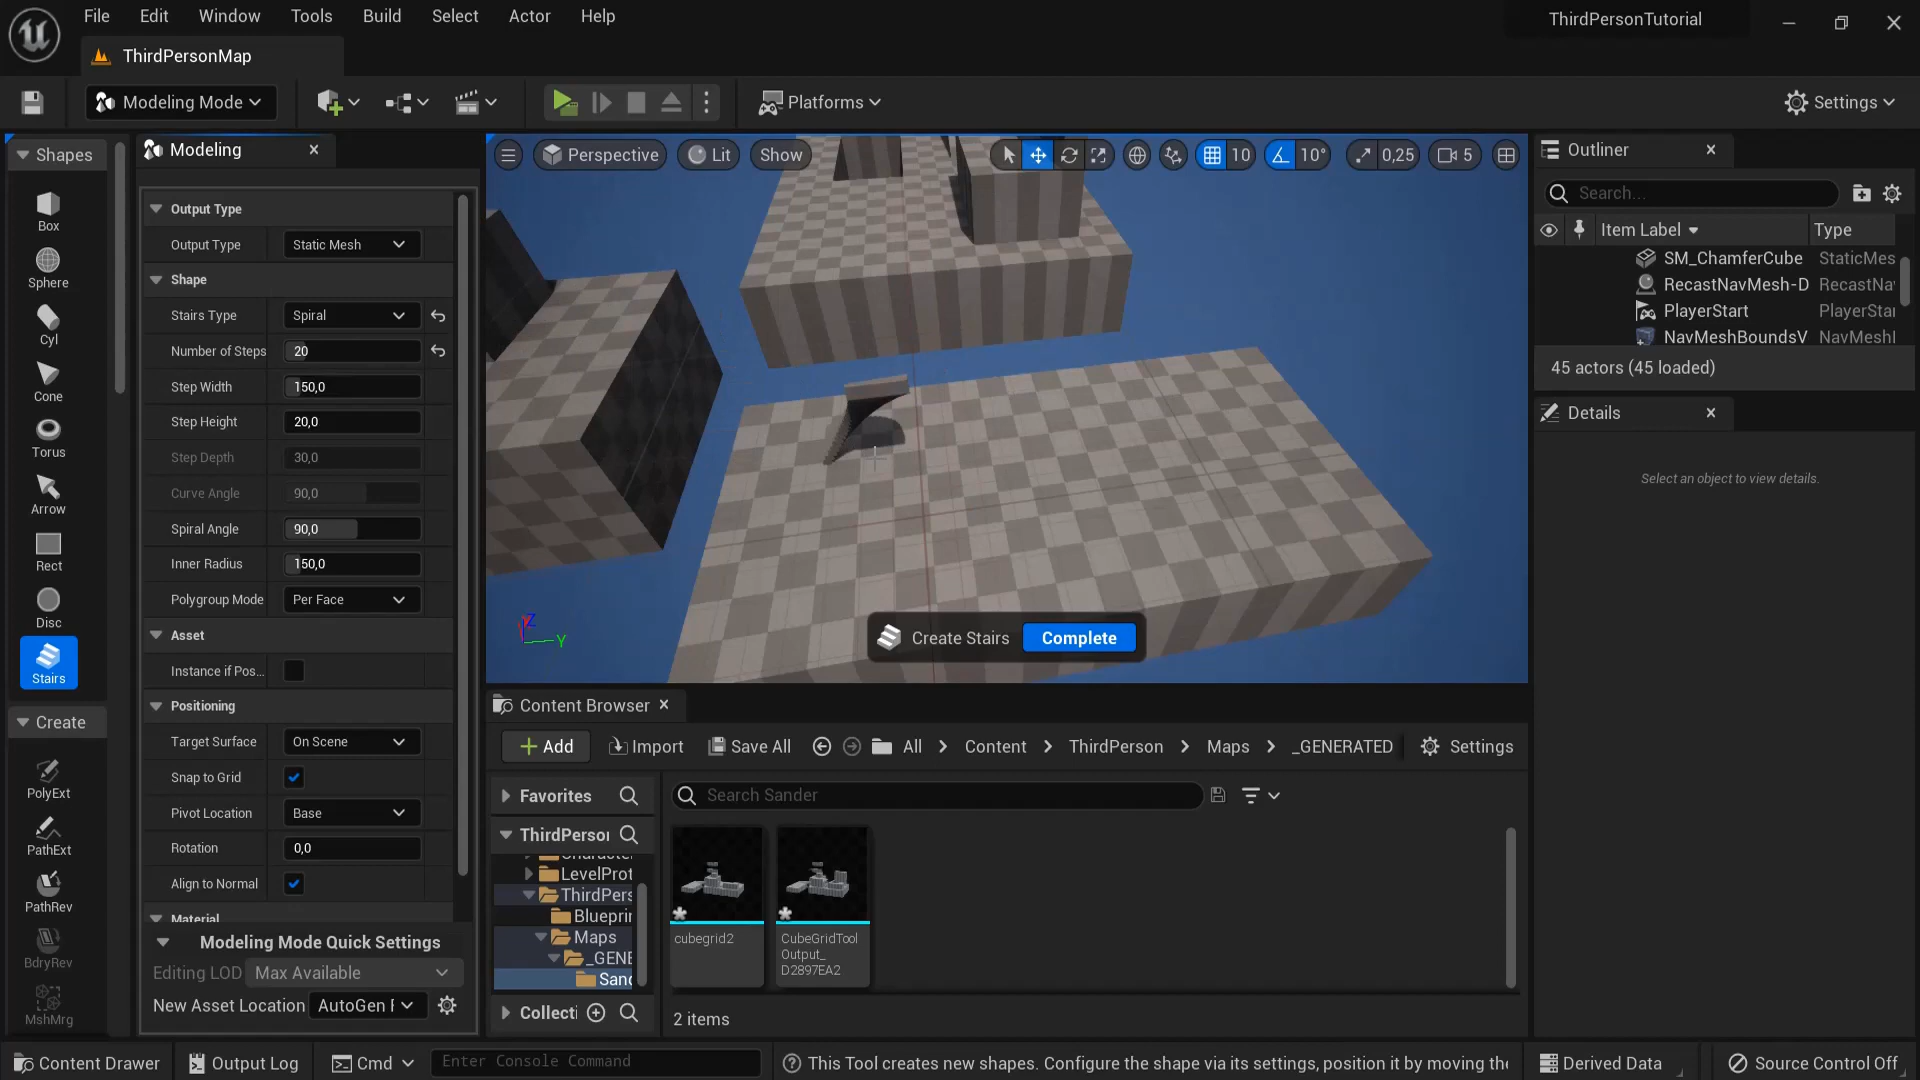 File Edit Window Tools Build Select Actor Help
ThirdPersonTutorial
ThirdPersonMap
Modeling Mode
Platforms
Settings
Shapes
Box
Sphere
Cyl
Cone
Torus
Arrow
Rect
Disc
Stairs
Create
PolyExt
PathExt
PathRev
BdryRev
MshMrg
Modeling
Output Type
Output Type Static Mesh
Shape
Stairs Type Spiral
Number of Steps 20
Step Width 150,0
Step Height 20,0
Step Depth 30,0
Curve Angle 90,0
Spiral Angle 90,0
Inner Radius 150,0
Polygroup Mode Per Face
Asset
Instance if Pos...
Positioning
Target Surface On Scene
Snap to Grid
Pivot Location Base
Rotation 0,0
Align to Normal
Material
Modeling Mode Quick Settings
Editing LOD Max Available
New Asset Location AutoGen F
Perspective Lit Show 10 10° 0,25 5
Z
Y
Create Stairs Complete
Content Browser
Add Import Save All All Content ThirdPerson Maps _GENERATED Settings
Favorites
Search Sander
ThirdPerso
LevelProt
ThirdPers
Blueprin
Maps
_GENE
Sand
Collecti
cubegrid2
CubeGridTool
Output_
D2897EA2
2 items
Outliner
Search...
Item Label Type
SM_ChamferCube StaticMes
RecastNavMesh-D RecastNa
PlayerStart PlayerStar
NavMeshBoundsV NavMeshI
45 actors (45 loaded)
Details
Select an object to view details.
Content Drawer Output Log Cmd Enter Console Command This Tool creates new shapes. Configure the shape via its settings, position it by moving the Derived Data Source Control Off